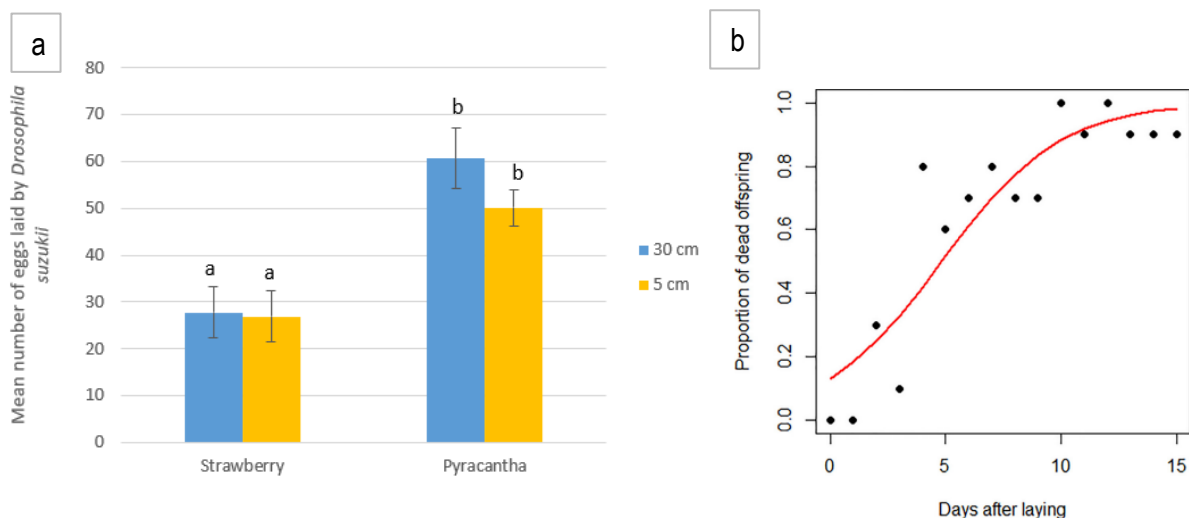 a
80
70
60
50
40
30
20
10
0
Mean number of eggs laid by Drosophila
suzukii
a
a
b
b
Strawberry
Pyracantha
30 cm
5 cm
b
1.0
0.8
0.6
0.4
0.2
0.0
Proportion of dead offspring
0
5
10
15
Days after laying